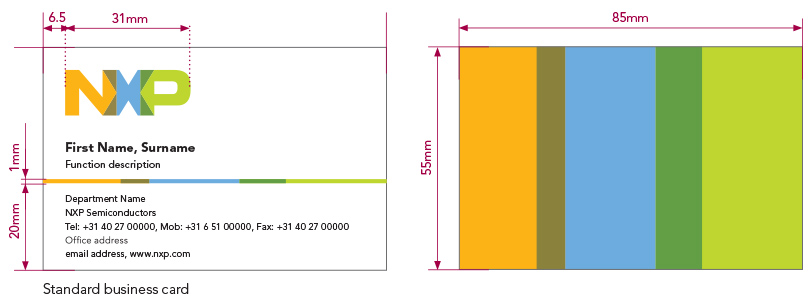 6.5 31mm
85mm
NXP
First Name, Surname
Function description
1mm
20mm
Department Name
NXP Semiconductors
Tel: +31 40 27 00000, Mob: +31 6 51 00000, Fax: +31 40 27 00000
Office address
email address, www.nxp.com
55mm
Standard business card